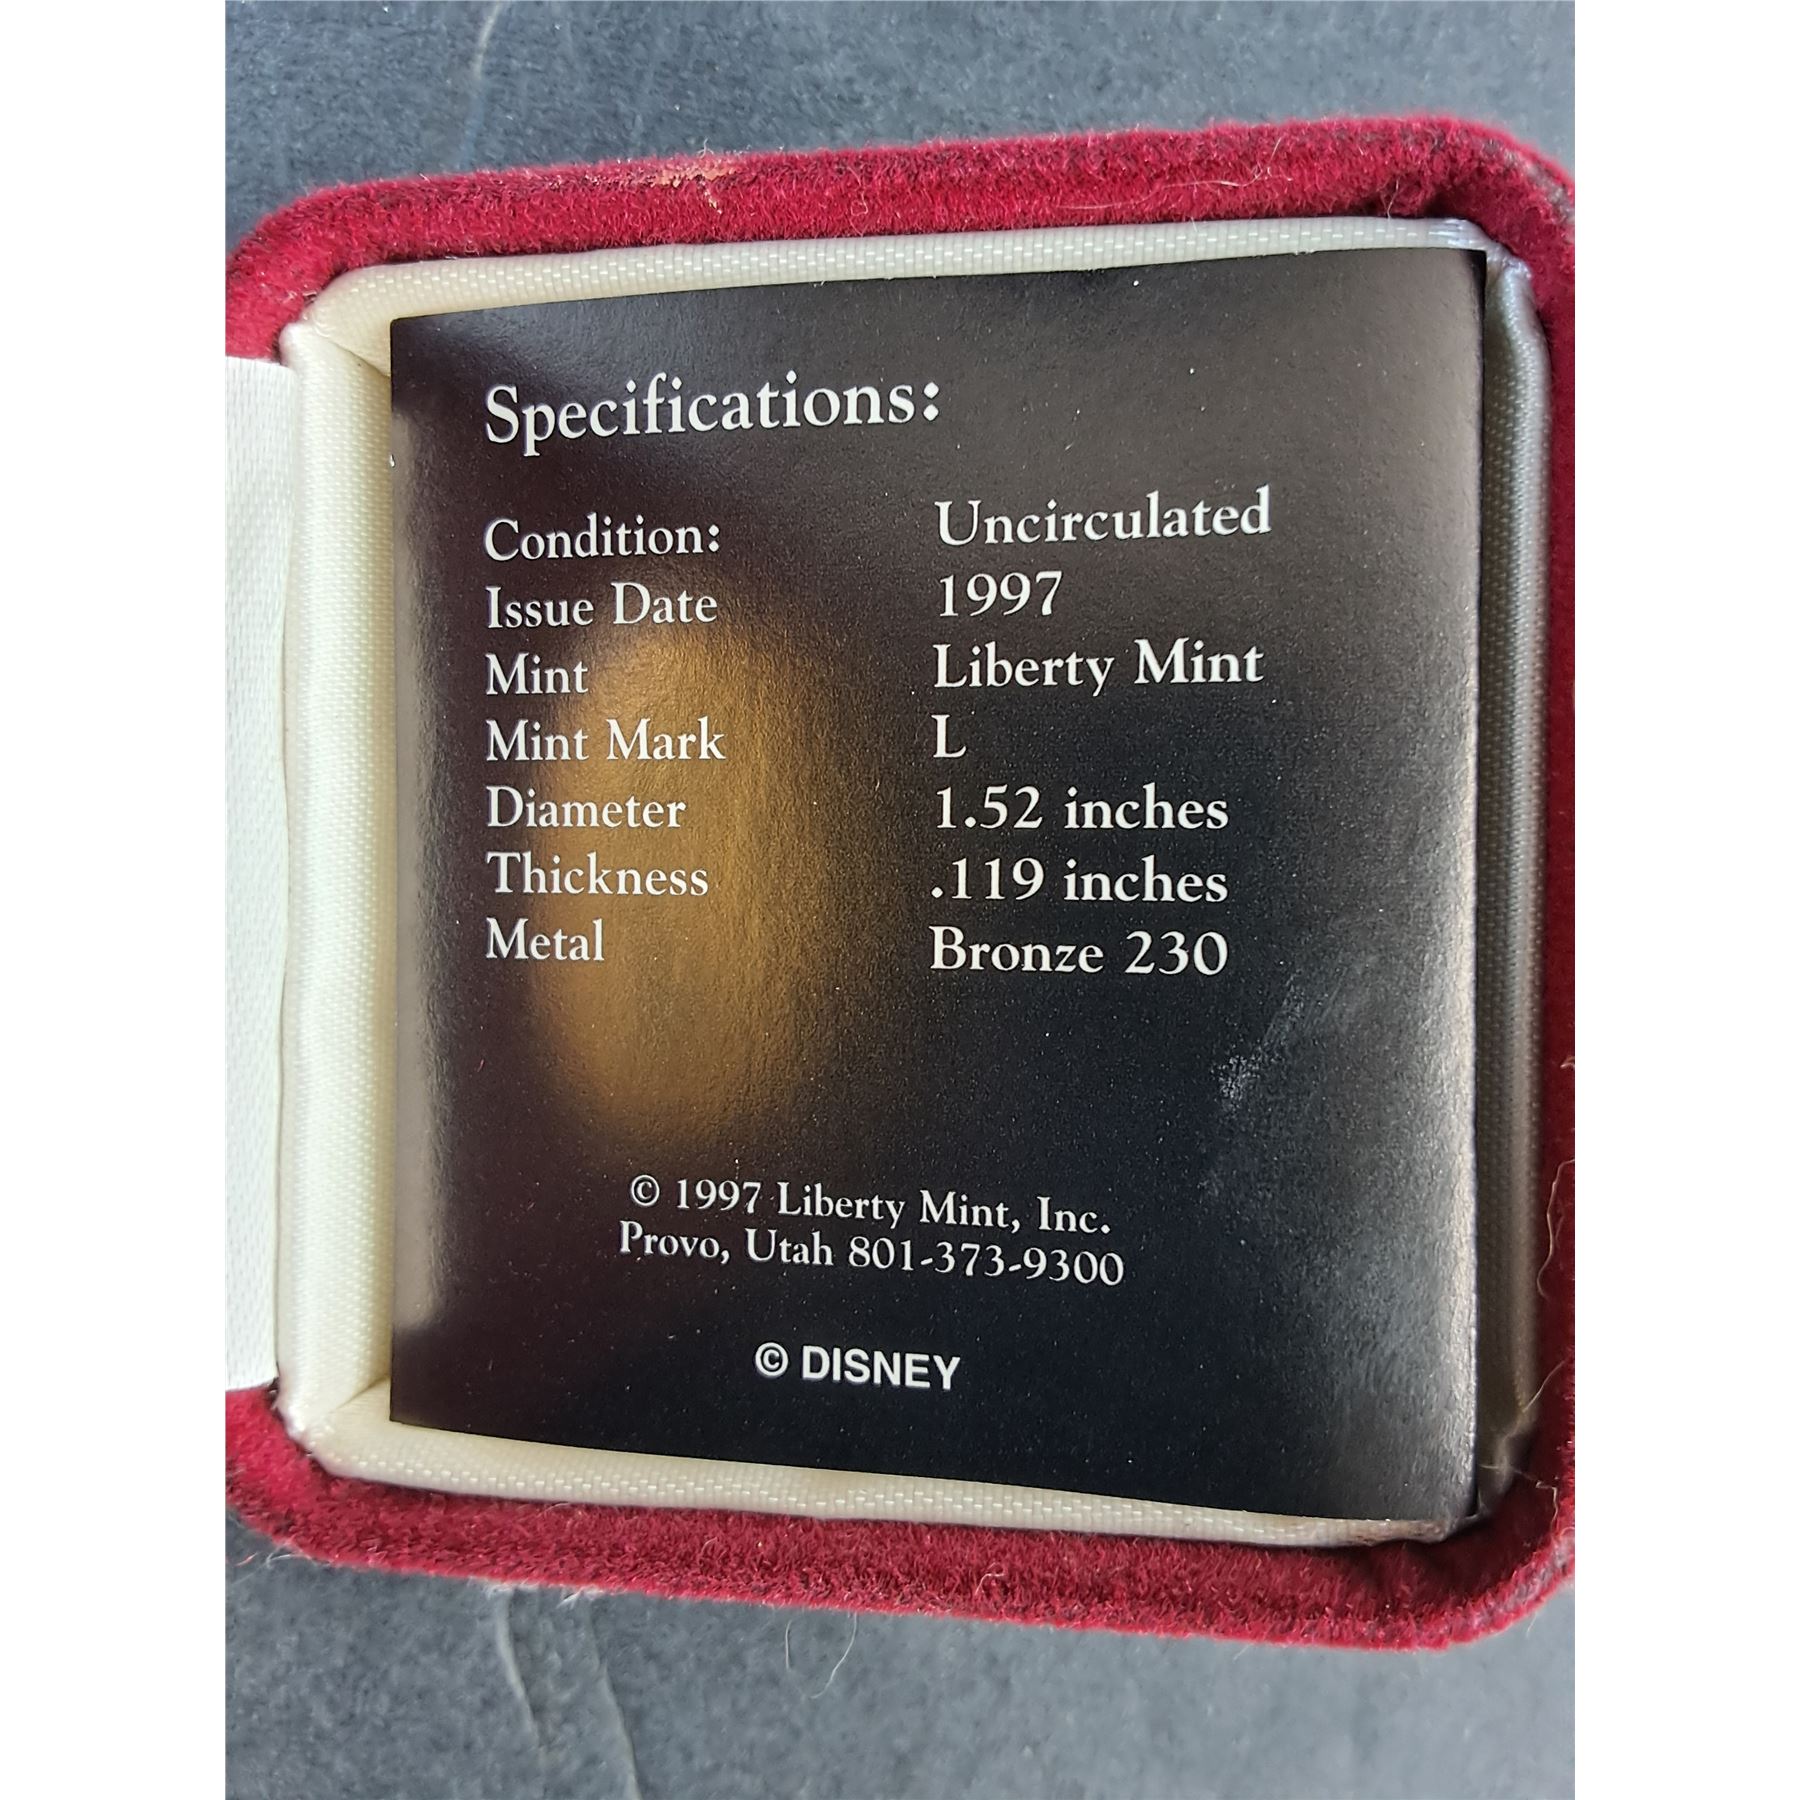 Specifications:
Condition: Uncirculated
Issue Date 1997
Mint Liberty Mint
Mint Mark L
Diameter 1.52 inches
Thickness .119 inches
Metal Bronze 230
© 1997 Liberty Mint, Inc.
Provo, Utah 801-373-9300
© DISNEY